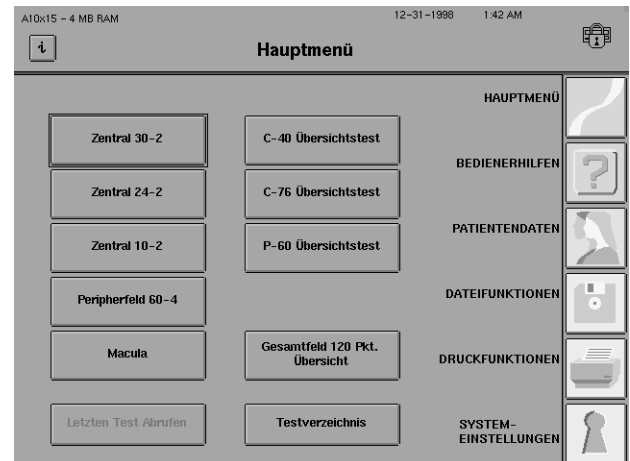 A10x15 - 4 MB RAM
12-31-1998 1:42 AM
i
Hauptmenü
HAUPTMENÜ
Zentral 30-2
C-40 Übersichtstest
BEDIENERHILFEN
?
Zentral 24-2
C-76 Übersichtstest
PATIENTENDATEN
Zentral 10-2
P-60 Übersichtstest
Peripherfeld 60-4
DATEIFUNKTIONEN
Macula
Gesamtfeld 120 Pkt.
Übersicht
DRUCKFUNKTIONEN
Letzten Test Abrufen
Testverzeichnis
SYSTEM-
EINSTELLUNGEN